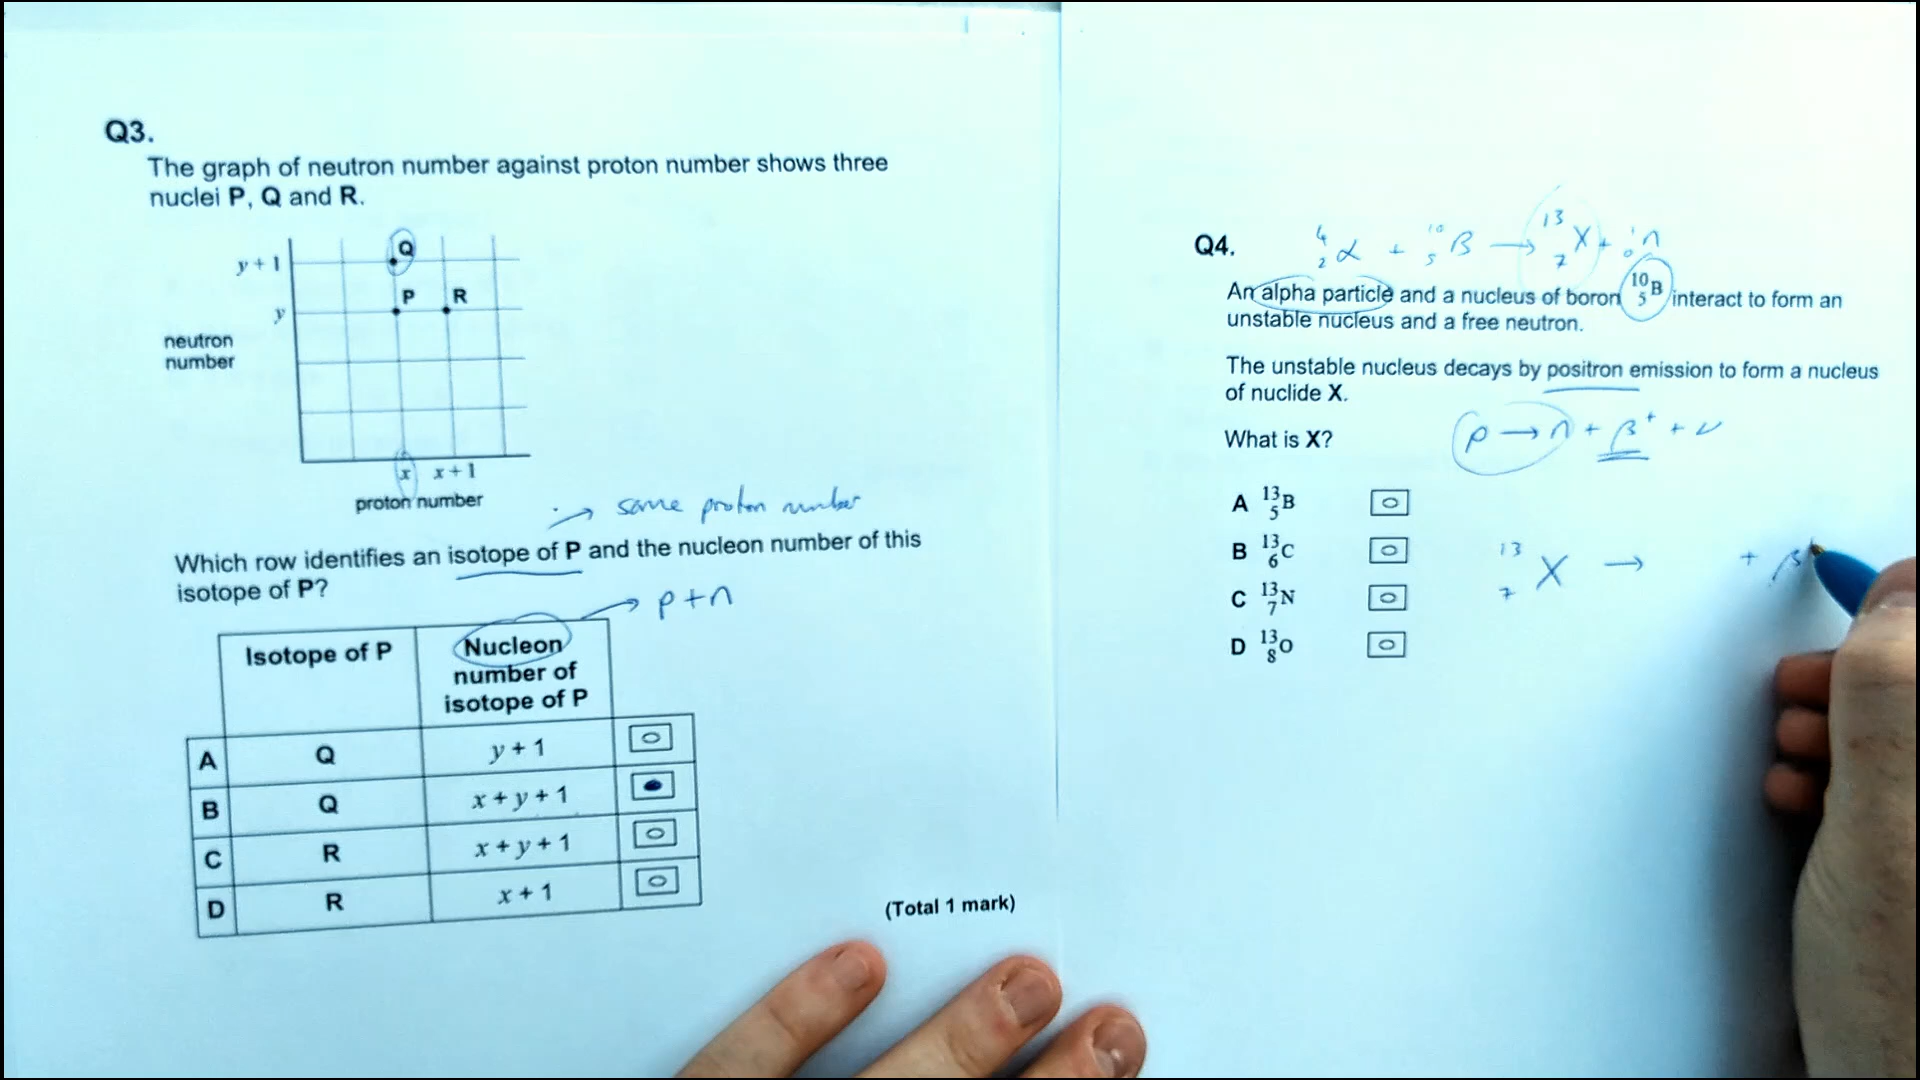 Q3.
The graph of neutron number against proton number shows three
nuclei P, Q and R.
Q
y + 1
P R
y
neutron
number
x x + 1
proton number
→ same proton number
Which row identifies an isotope of P and the nucleon number of this
isotope of P?
→ p+n
Isotope of P
Nucleon
number of
isotope of P
A Q y + 1
B Q x + y + 1
C R x + y + 1
D R x + 1
(Total 1 mark)
Q4.
⁴₂α + ¹⁰₅B → ¹³₇X + ¹₀n
An alpha particle and a nucleus of boron ¹⁰₅B interact to form an
unstable nucleus and a free neutron.
The unstable nucleus decays by positron emission to form a nucleus
of nuclide X.
p → n + β⁺ + ν
What is X?
A ¹³₅B
B ¹³₆C
C ¹³₇N
D ¹³₈O
¹³₇X → + β